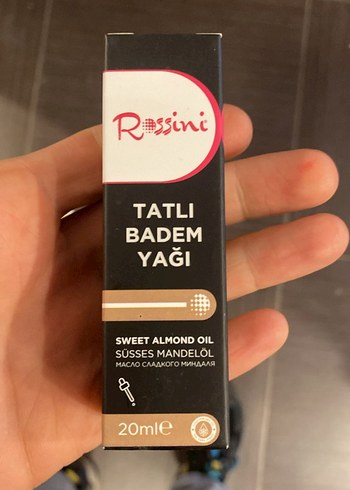 Rossini
TATLI
BADEM
YAĞI
SWEET ALMOND OIL
SÜSSES MANDELÖL
МАСЛО СЛАДКОГО МИНДАЛЯ
20ml℮